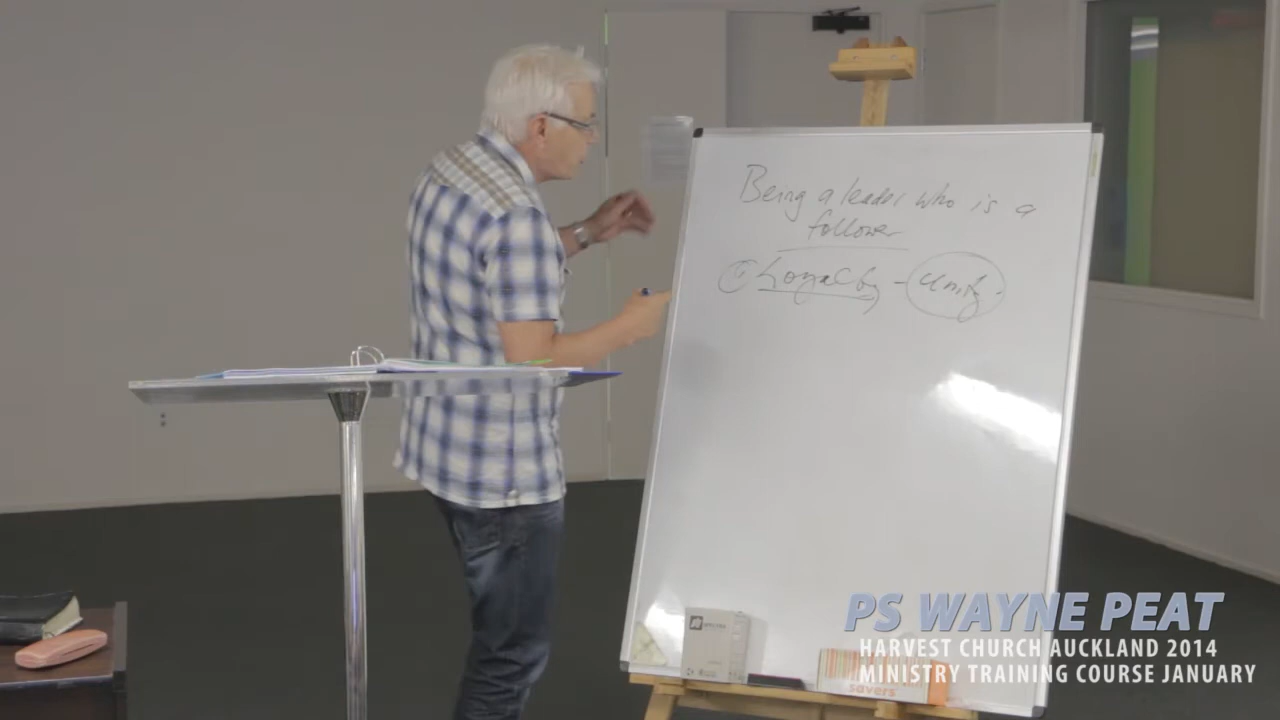 Being a leader who is a
follower
① Loyalty - Unity.
PS WAYNE PEAT
HARVEST CHURCH AUCKLAND 2014
MINISTRY TRAINING COURSE JANUARY
savers